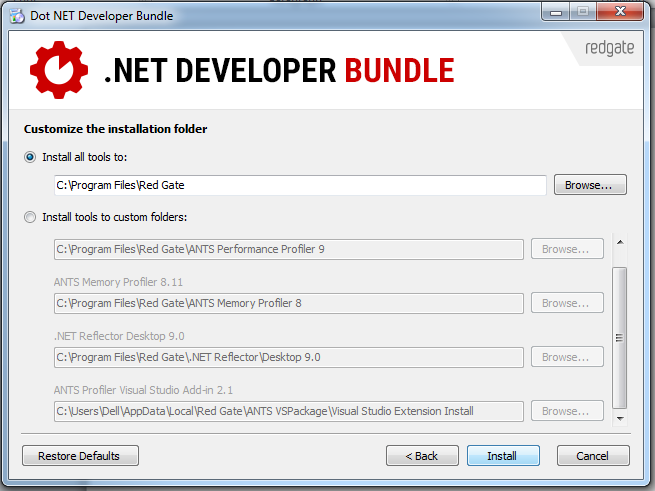 Dot NET Developer Bundle
redgate
.NET DEVELOPER BUNDLE
Customize the installation folder
Install all tools to:
C:\Program Files\Red Gate
Browse...
Install tools to custom folders:
C:\Program Files\Red Gate\ANTS Performance Profiler 9
Browse...
ANTS Memory Profiler 8.11
C:\Program Files\Red Gate\ANTS Memory Profiler 8
Browse...
.NET Reflector Desktop 9.0
C:\Program Files\Red Gate\.NET Reflector\Desktop 9.0
Browse...
ANTS Profiler Visual Studio Add-in 2.1
C:\Users\Dell\AppData\Local\Red Gate\ANTS VSPackage\Visual Studio Extension Install
Browse...
Restore Defaults
< Back
Install
Cancel